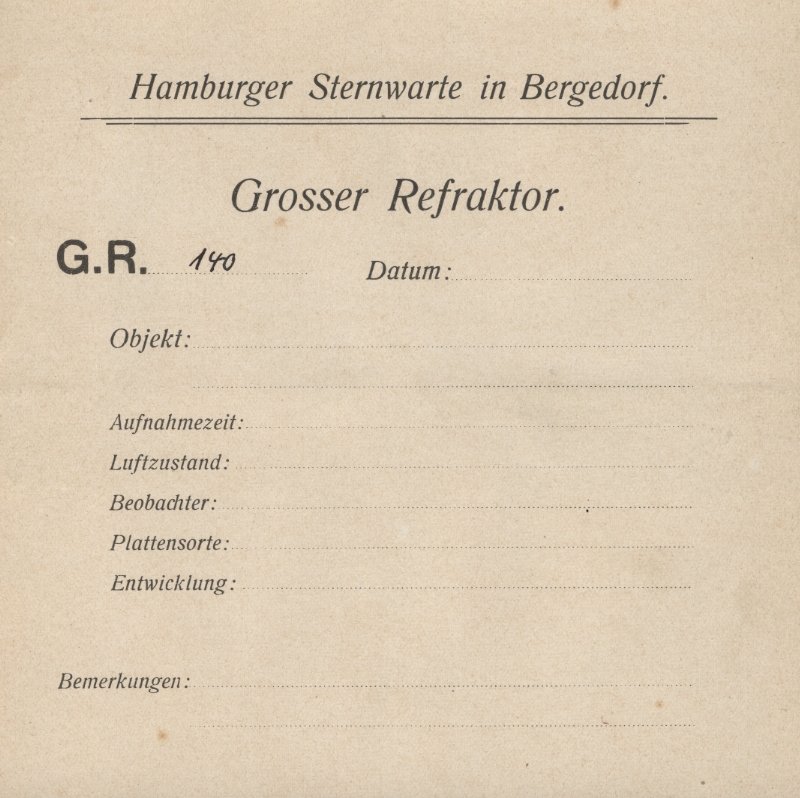 Hamburger Sternwarte in Bergedorf.
Grosser Refraktor.
G.R. 140 Datum:
Objekt:
Aufnahmezeit:
Luftzustand:
Beobachter:
Plattensorte:
Entwicklung:
Bemerkungen: